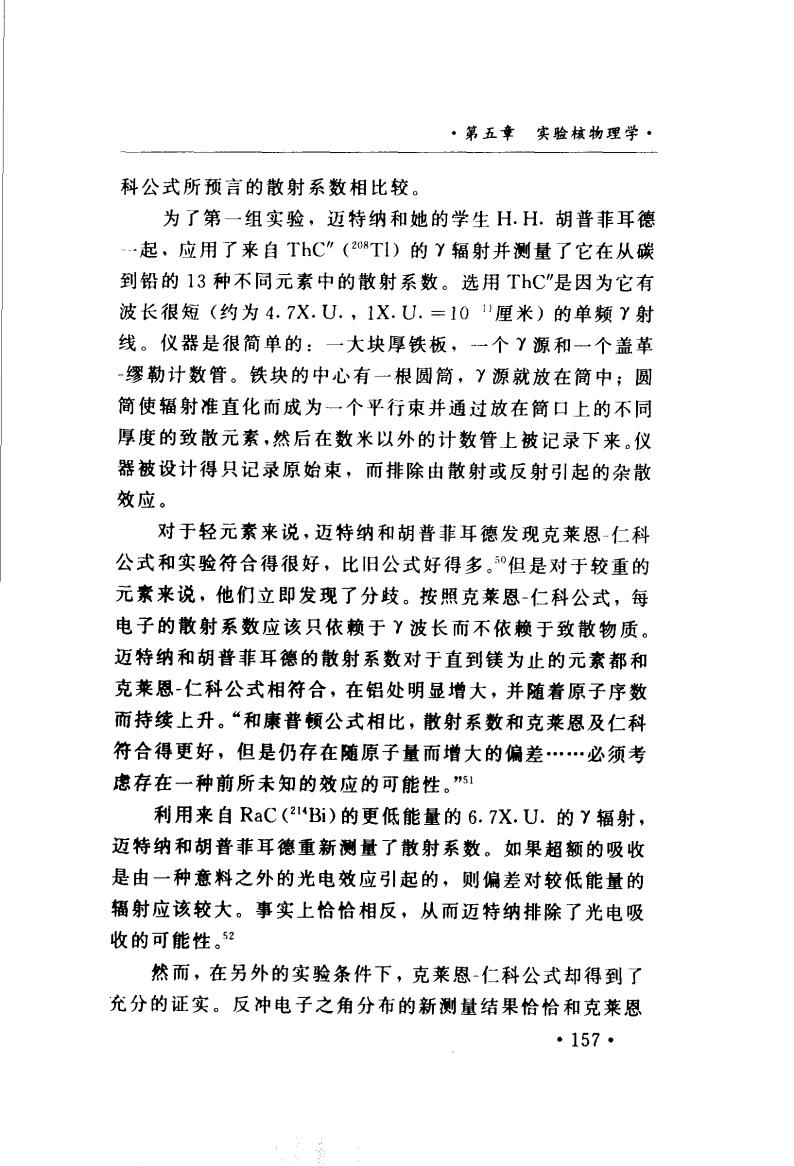 ·第五章 实验核物理学·
科公式所预言的散射系数相比较。
为了第一组实验，迈特纳和她的学生 H.H. 胡普菲耳德
一起，应用了来自 ThC″（²⁰⁸Tl）的 γ 辐射并测量了它在从碳
到铅的 13 种不同元素中的散射系数。选用 ThC″是因为它有
波长很短（约为 4.7X.U.，1X.U.＝10⁻¹¹厘米）的单频 γ 射
线。仪器是很简单的：一大块厚铁板，一个 γ 源和一个盖革
-缪勒计数管。铁块的中心有一根圆筒，γ 源就放在筒中；圆
筒使辐射准直化而成为一个平行束并通过放在筒口上的不同
厚度的致散元素，然后在数米以外的计数管上被记录下来。仪
器被设计得只记录原始束，而排除由散射或反射引起的杂散
效应。
对于轻元素来说，迈特纳和胡普菲耳德发现克莱恩-仁科
公式和实验符合得很好，比旧公式好得多。⁵⁰但是对于较重的
元素来说，他们立即发现了分歧。按照克莱恩-仁科公式，每
电子的散射系数应该只依赖于 γ 波长而不依赖于致散物质。
迈特纳和胡普菲耳德的散射系数对于直到镁为止的元素都和
克莱恩-仁科公式相符合，在铝处明显增大，并随着原子序数
而持续上升。“和康普顿公式相比，散射系数和克莱恩及仁科
符合得更好，但是仍存在随原子量而增大的偏差……必须考
虑存在一种前所未知的效应的可能性。”⁵¹
利用来自 RaC（²¹⁴Bi）的更低能量的 6.7X.U. 的 γ 辐射，
迈特纳和胡普菲耳德重新测量了散射系数。如果超额的吸收
是由一种意料之外的光电效应引起的，则偏差对较低能量的
辐射应该较大。事实上恰恰相反，从而迈特纳排除了光电吸
收的可能性。⁵²
然而，在另外的实验条件下，克莱恩-仁科公式却得到了
充分的证实。反冲电子之角分布的新测量结果恰恰和克莱恩
·157·